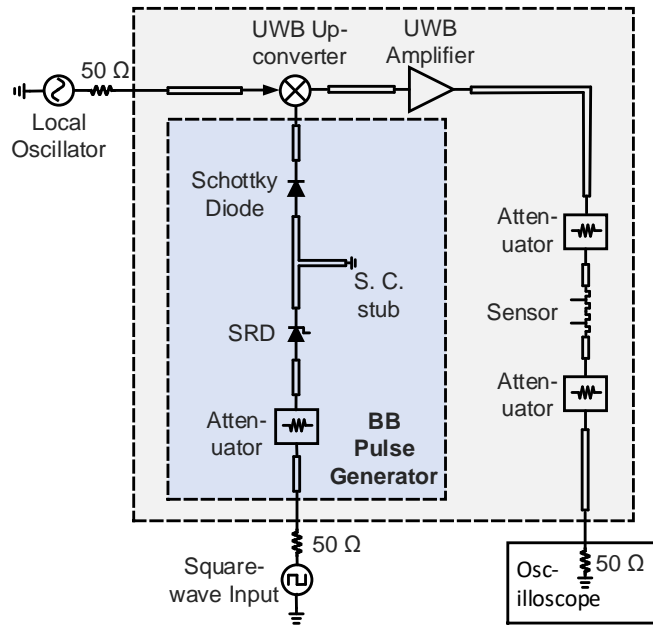 UWB Up-
converter
UWB
Amplifier
50 Ω
Local
Oscillator
Schottky
Diode
S. C.
stub
SRD
Atten-
uator
BB
Pulse
Generator
Atten-
uator
Sensor
Atten-
uator
50 Ω
Square-
wave Input
50 Ω
Osc-
illoscope